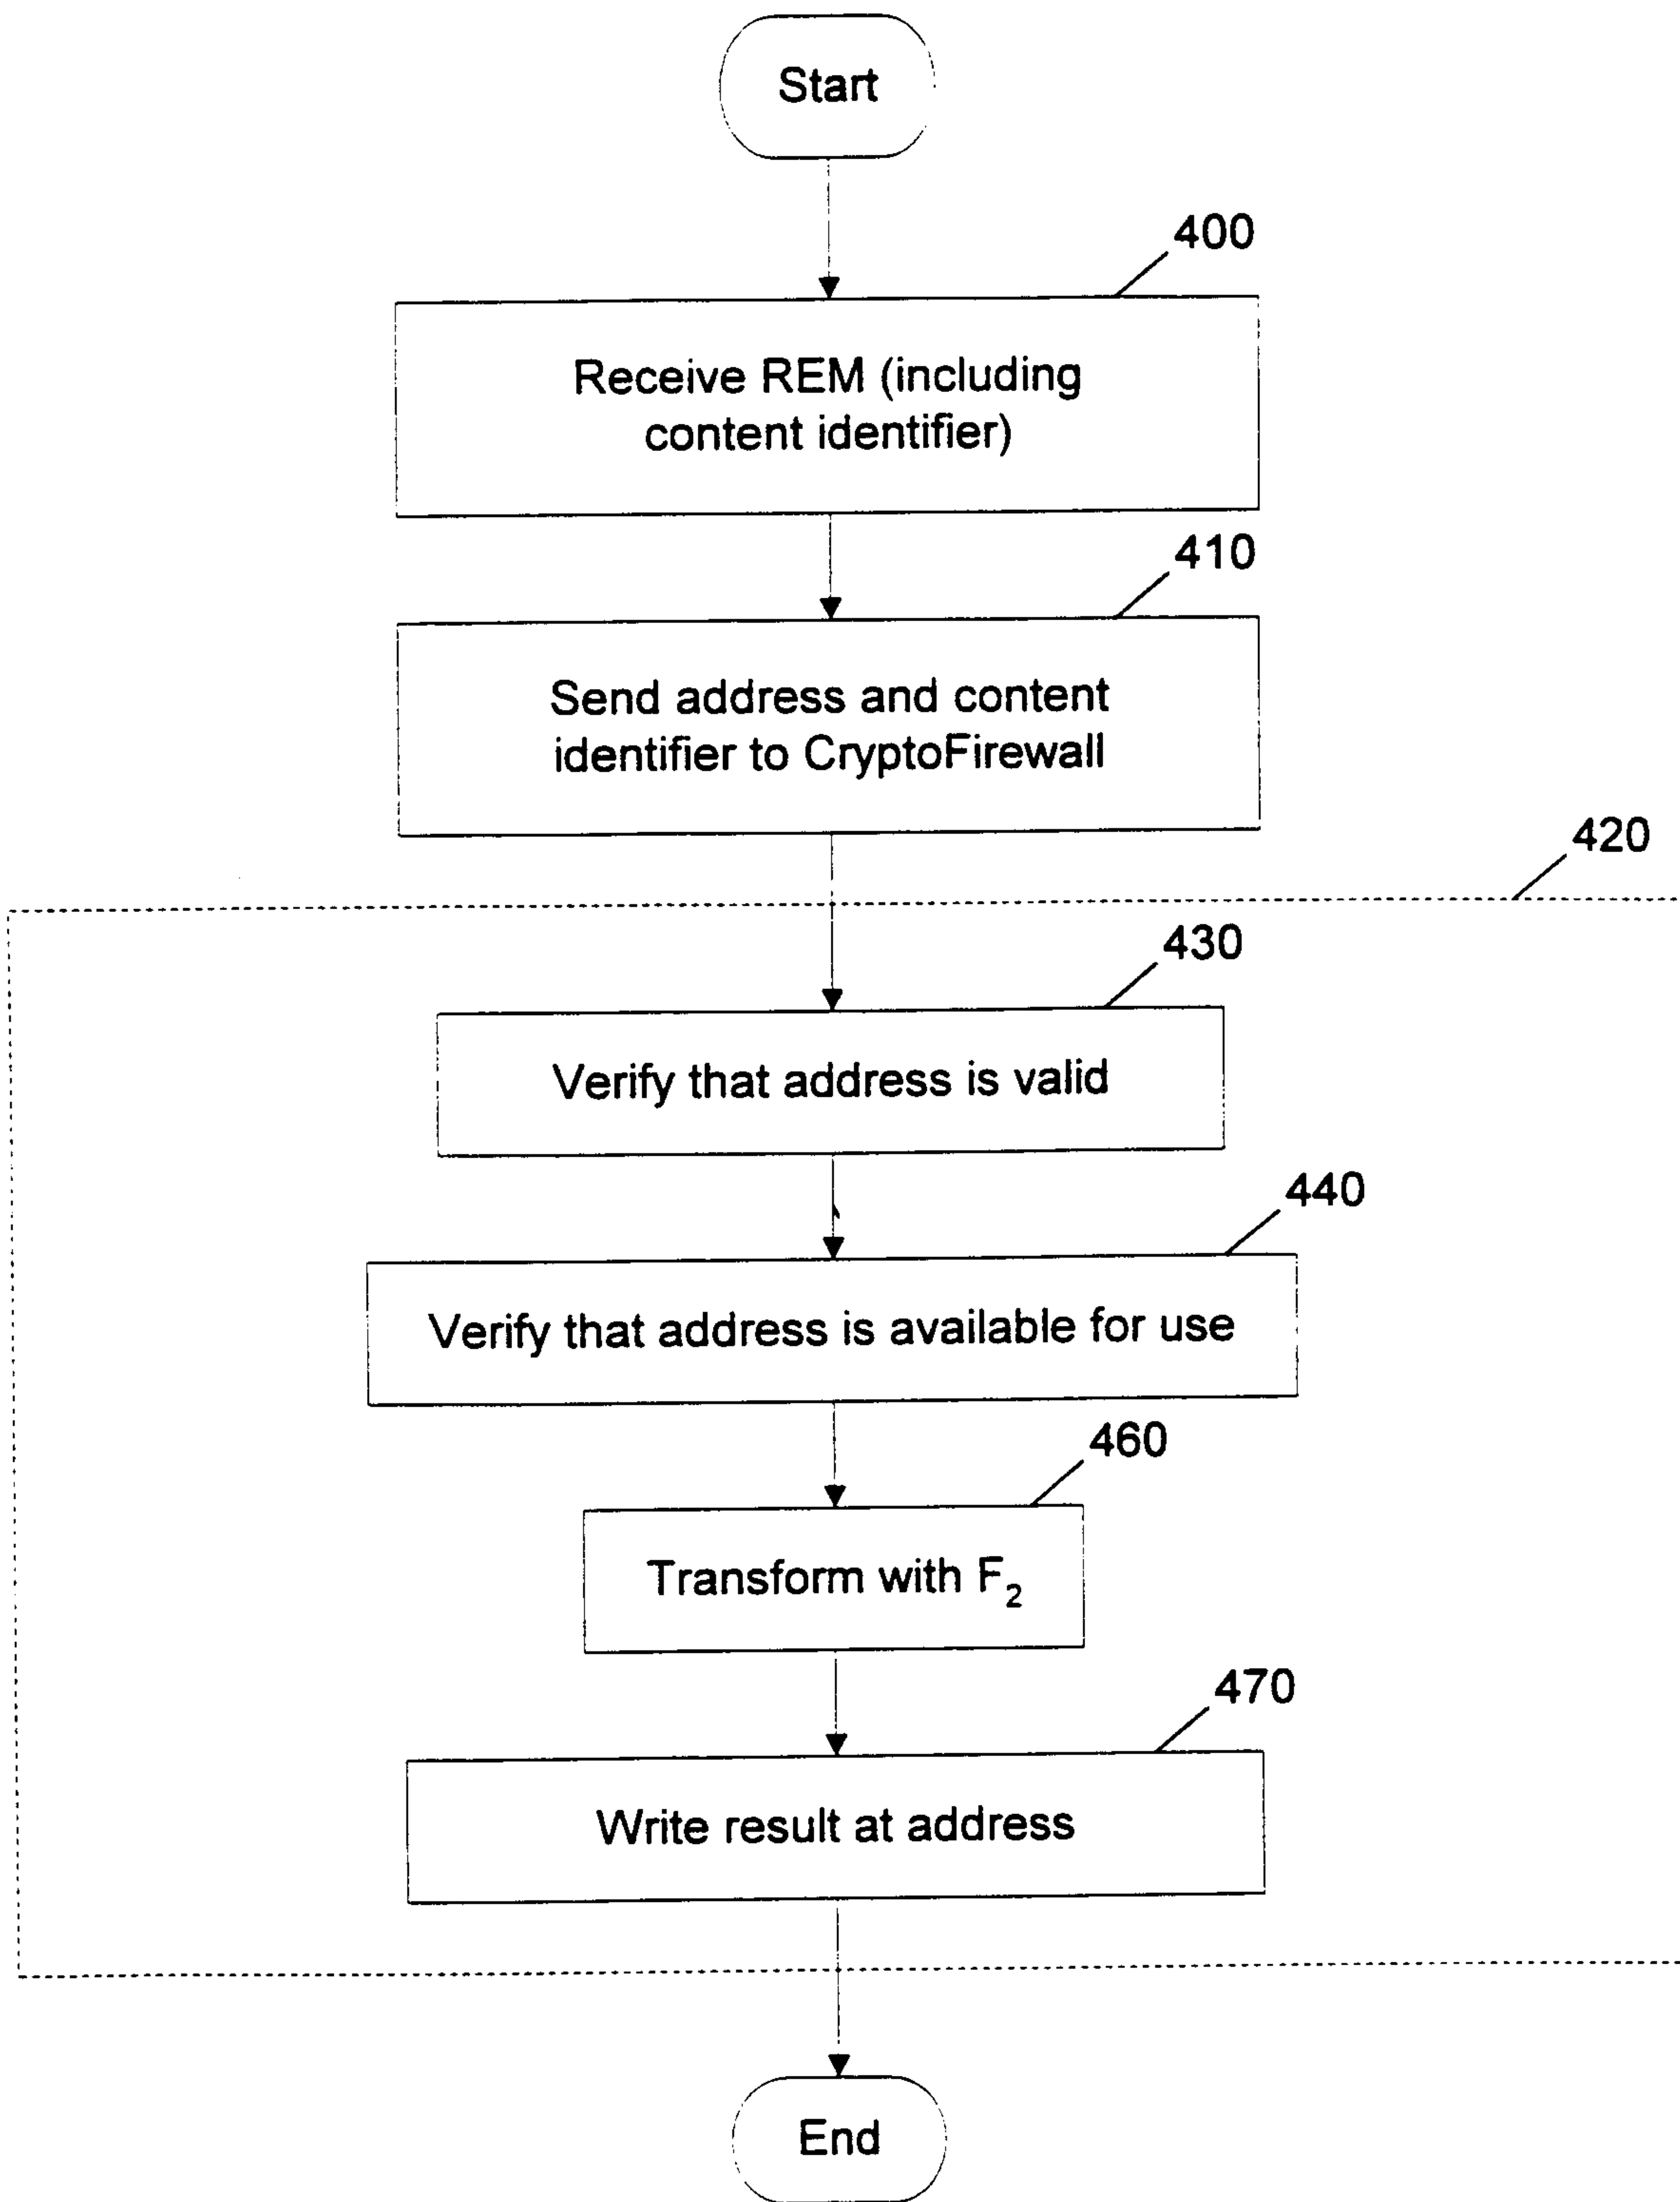 Start
400
Receive REM (including
content identifier)
410
Send address and content
identifier to CryptoFirewall
420
430
Verify that address is valid
440
Verify that address is available for use
460
Transform with F₂
470
Write result at address
End